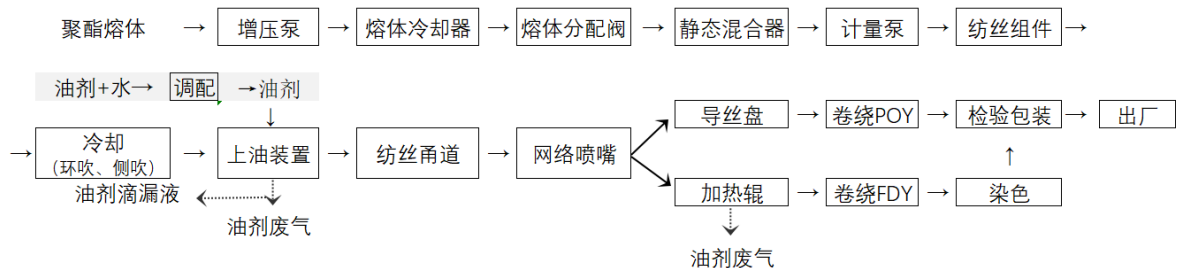 聚酯熔体 → 增压泵 → 熔体冷却器 → 熔体分配阀 → 静态混合器 → 计量泵 → 纺丝组件 →
油剂+水→ 调配 →油剂
→ 冷却 → 上油装置 → 纺丝甬道 → 网络喷嘴
(环吹、侧吹)
导丝盘 → 卷绕POY → 检验包装 → 出厂
加热辊 → 卷绕FDY → 染色
油剂滴漏液
油剂废气
油剂废气